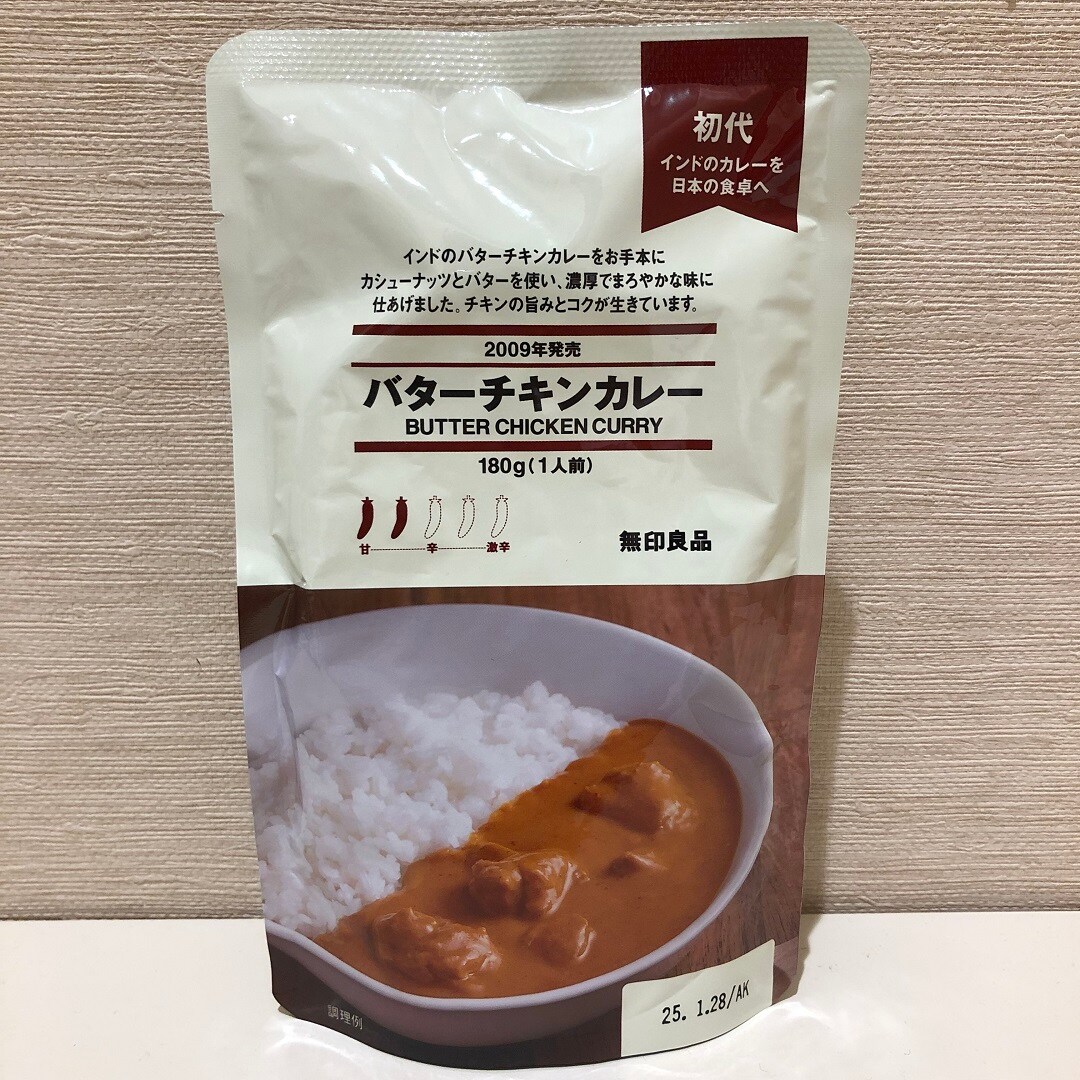 初代
インドのカレーを
日本の食卓へ
インドのバターチキンカレーをお手本に
カシューナッツとバターを使い、濃厚でまろやかな味に
仕あげました。チキンの旨みとコクが生きています。
2009年発売
バターチキンカレー
BUTTER CHICKEN CURRY
180g(1人前)
甘 辛 激辛
無印良品
調理例
25. 1.28/AK